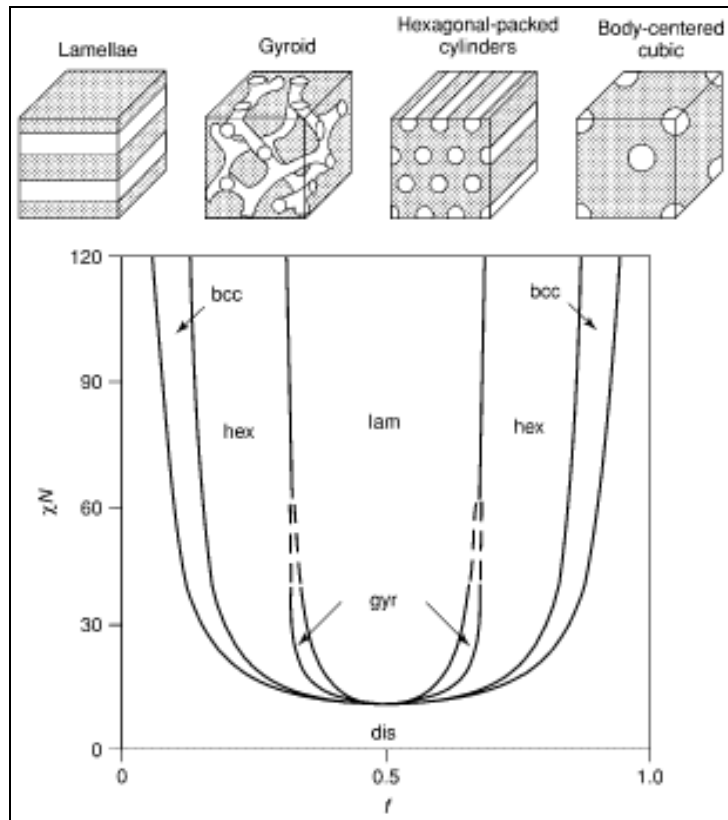 Lamellae
Gyroid
Hexagonal-packed
cylinders
Body-centered
cubic
120
90
60
30
0
χN
bcc
hex
lam
hex
bcc
gyr
dis
0
0.5
1.0
f